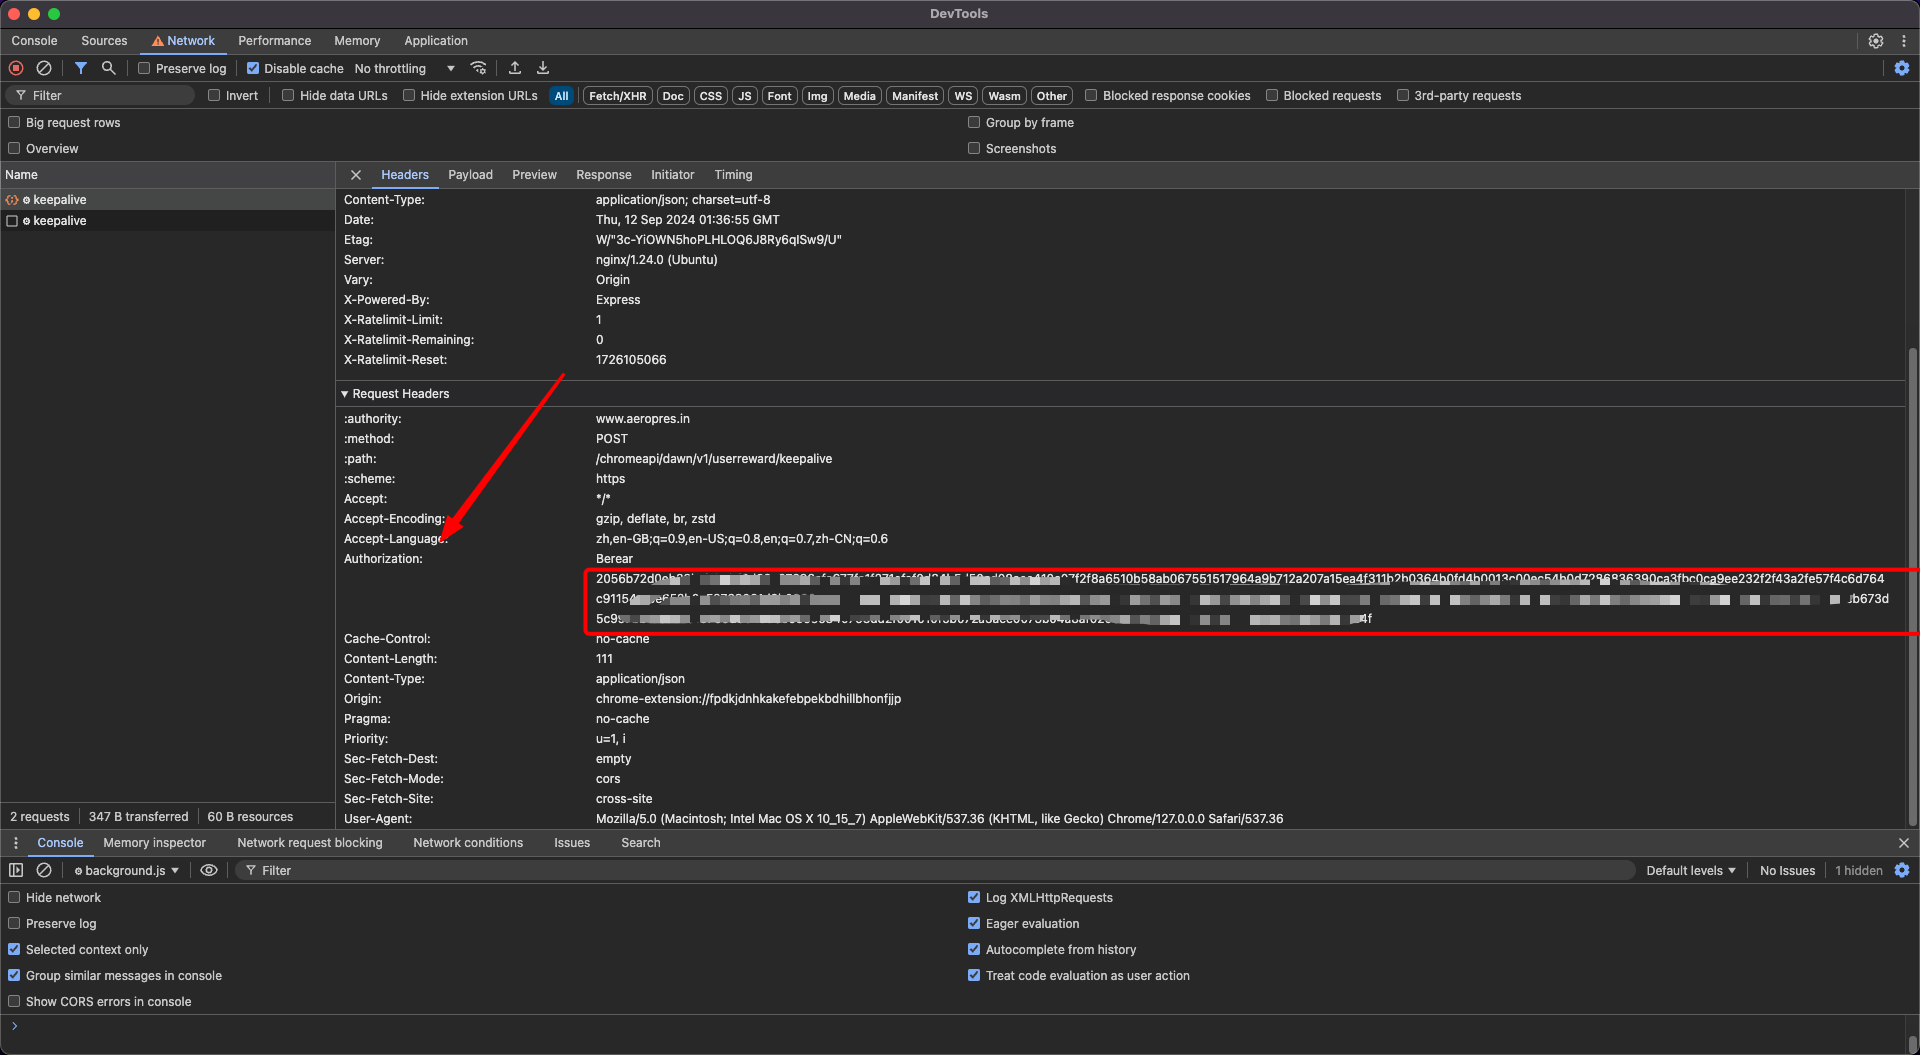 DevTools
Console Sources Network Performance Memory Application
Preserve log Disable cache No throttling
Filter Invert Hide data URLs Hide extension URLs All Fetch/XHR Doc CSS JS Font Img Media Manifest WS Wasm Other Blocked response cookies Blocked requests 3rd-party requests
Big request rows Group by frame
Overview Screenshots
Name Headers Payload Preview Response Initiator Timing
keepalive
keepalive
Content-Type: application/json; charset=utf-8
Date: Thu, 12 Sep 2024 01:36:55 GMT
Etag: W/"3c-YiOWN5hoPLHLOQ6J8Ry6qlSw9/U"
Server: nginx/1.24.0 (Ubuntu)
Vary: Origin
X-Powered-By: Express
X-Ratelimit-Limit: 1
X-Ratelimit-Remaining: 0
X-Ratelimit-Reset: 1726105066
Request Headers
:authority: www.aeropres.in
:method: POST
:path: /chromeapi/dawn/v1/userreward/keepalive
:scheme: https
Accept: */*
Accept-Encoding: gzip, deflate, br, zstd
Accept-Language: zh,en-GB;q=0.9,en-US;q=0.8,en;q=0.7,zh-CN;q=0.6
Authorization: Berear
Cache-Control: no-cache
Content-Length: 111
Content-Type: application/json
Origin: chrome-extension://fpdkjdnhkakefebpekbdhillbhonfjjp
Pragma: no-cache
Priority: u=1, i
Sec-Fetch-Dest: empty
Sec-Fetch-Mode: cors
Sec-Fetch-Site: cross-site
User-Agent: Mozilla/5.0 (Macintosh; Intel Mac OS X 10_15_7) AppleWebKit/537.36 (KHTML, like Gecko) Chrome/127.0.0.0 Safari/537.36
2 requests 347 B transferred 60 B resources
Console Memory inspector Network request blocking Network conditions Issues Search
background.js Filter Default levels No Issues 1 hidden
Hide network Log XMLHttpRequests
Preserve log Eager evaluation
Selected context only Autocomplete from history
Group similar messages in console Treat code evaluation as user action
Show CORS errors in console